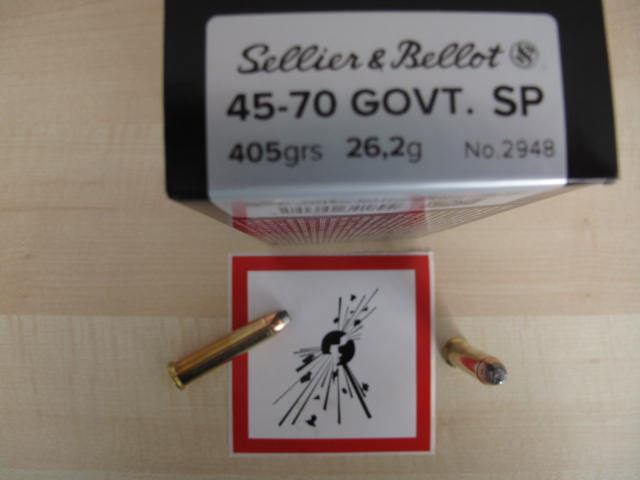 Sellier & Bellot
45-70 GOVT. SP
405grs 26,2g No.2948